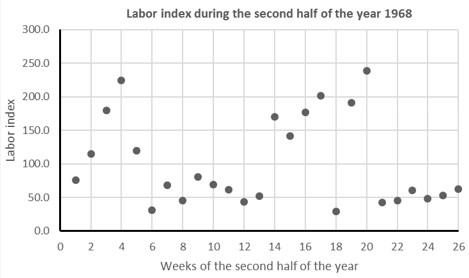 Labor index during the second half of the year 1968
300.0
250.0
200.0
150.0
100.0
50.0
0.0
Labor index
0 2 4 6 8 10 12 14 16 18 20 22 24 26
Weeks of the second half of the year